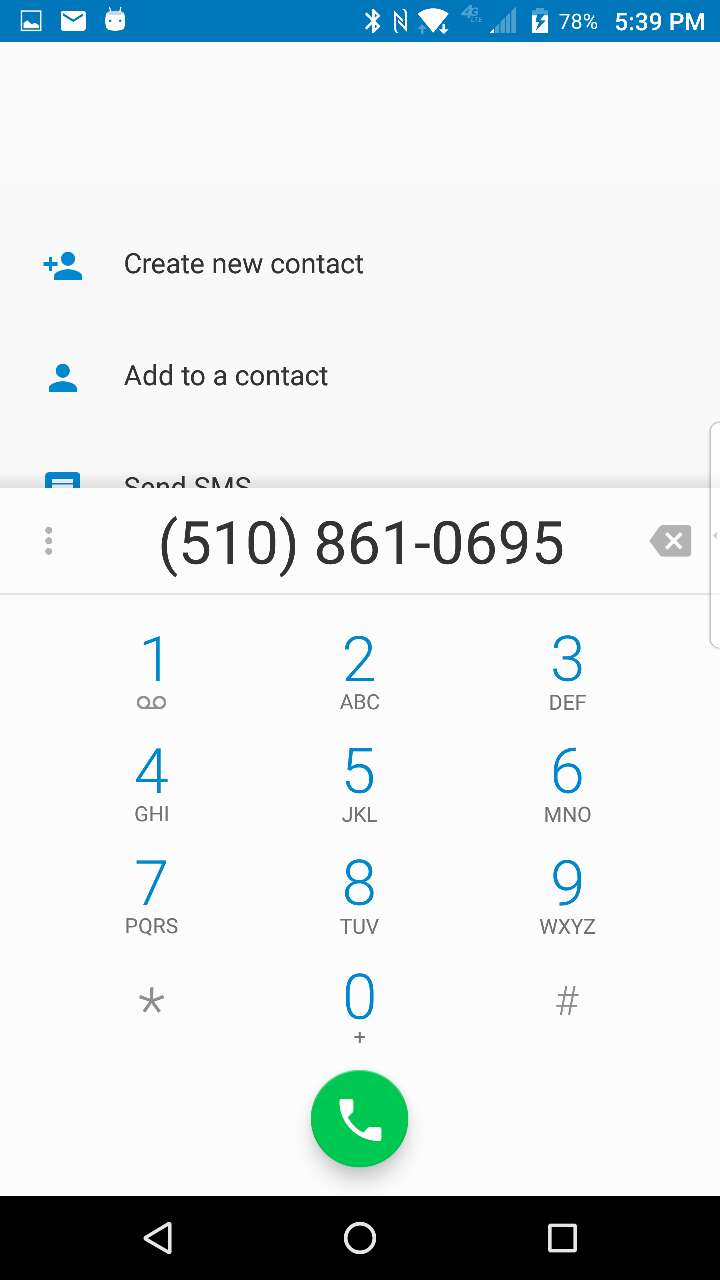 4G LTE 78% 5:39 PM
Create new contact
Add to a contact
Send SMS
(510) 861-0695
1 2 3
ABC DEF
4 5 6
GHI JKL MNO
7 8 9
PQRS TUV WXYZ
* 0 #
+